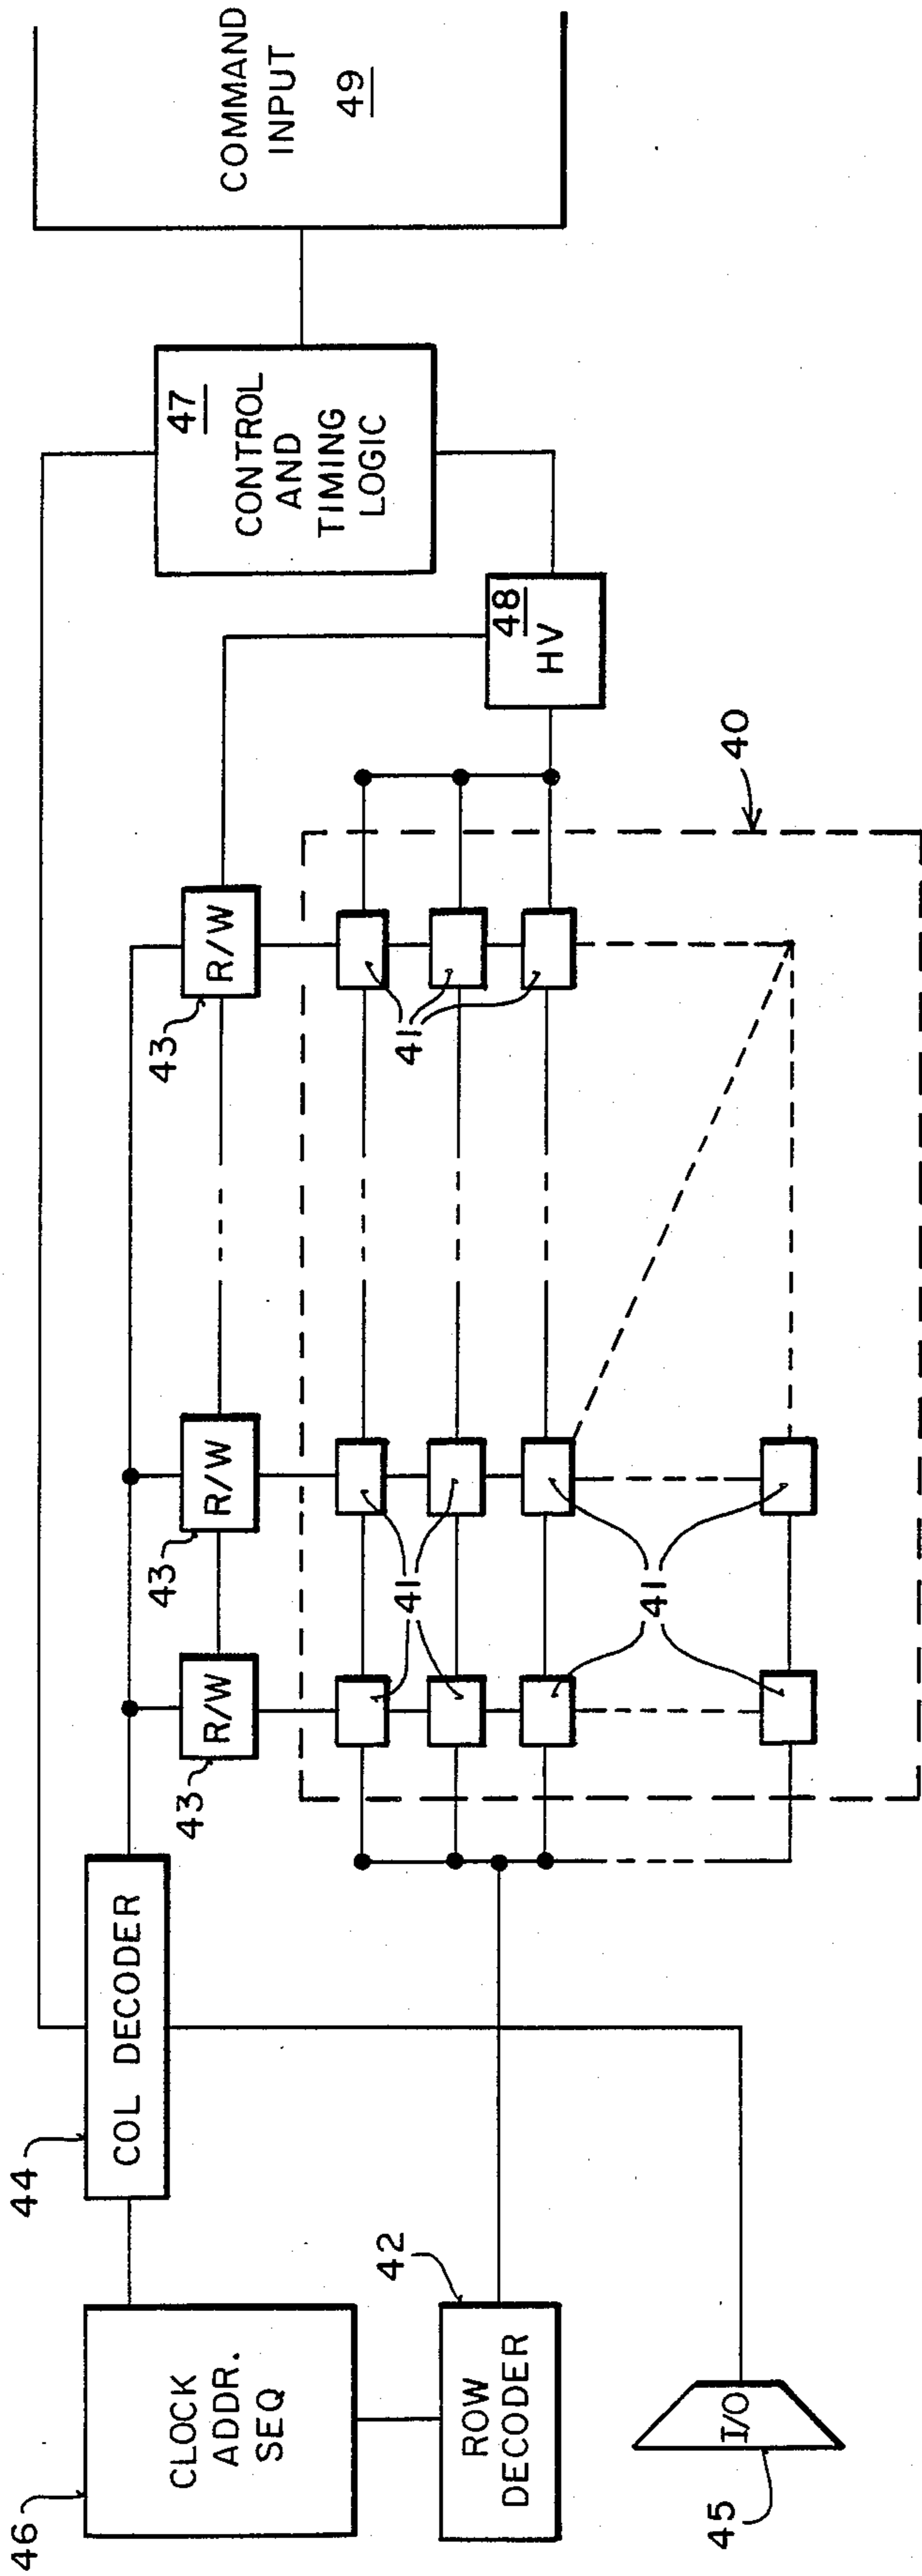 46
CLOCK
ADDR.
SEQ
44
COL DECODER
43
R/W
43
R/W
43
R/W
47
CONTROL
AND
TIMING
LOGIC
COMMAND
INPUT
49
42
ROW
DECODER
41
41
41
48
HV
40
45
I/O